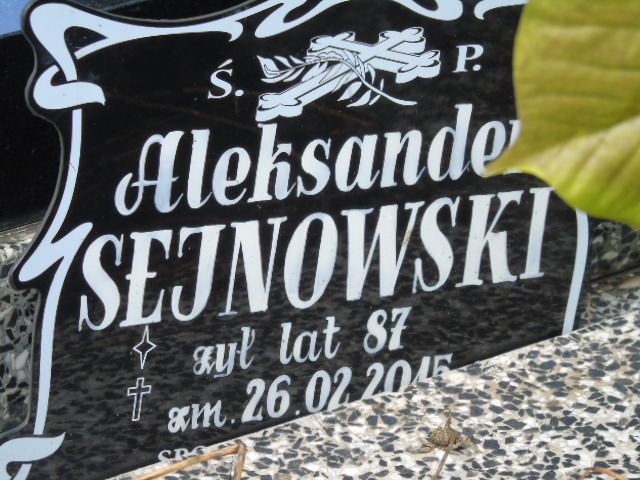 Ś. P.
Aleksander
SEJNOWSKI
żył lat 87
zm. 26.02.2015